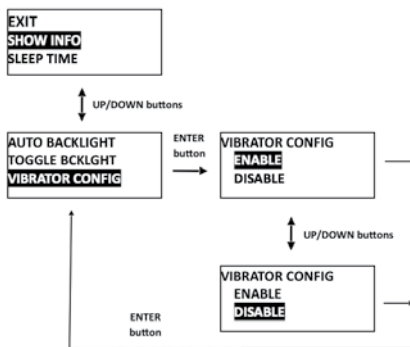 EXIT
SHOW INFO
SLEEP TIME
UP/DOWN buttons
AUTO BACKLIGHT
TOGGLE BCKLGHT
VIBRATOR CONFIG
ENTER
button
VIBRATOR CONFIG
ENABLE
DISABLE
UP/DOWN buttons
VIBRATOR CONFIG
ENABLE
DISABLE
ENTER
button